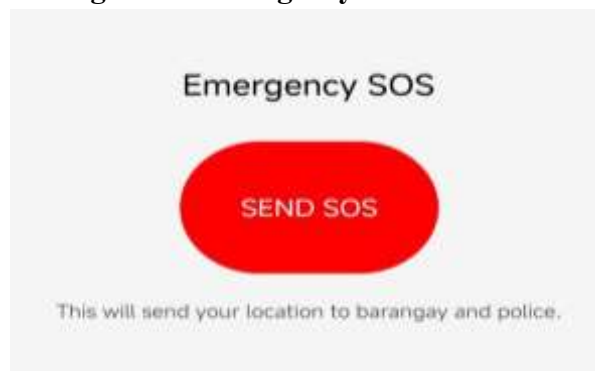 Emergency SOS
SEND SOS
This will send your location to barangay and police.